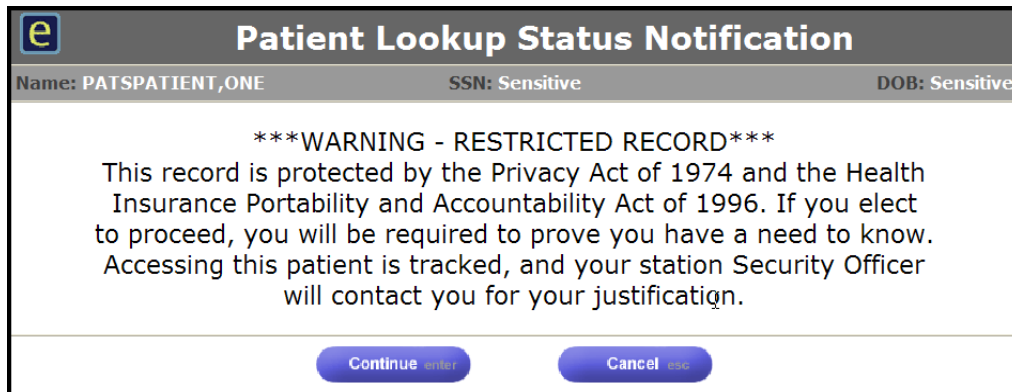 e
Patient Lookup Status Notification
Name: PATSPATIENT,ONE SSN: Sensitive DOB: Sensitive
***WARNING - RESTRICTED RECORD***
This record is protected by the Privacy Act of 1974 and the Health
Insurance Portability and Accountability Act of 1996. If you elect
to proceed, you will be required to prove you have a need to know.
Accessing this patient is tracked, and your station Security Officer
will contact you for your justification.
Continue enter Cancel esc